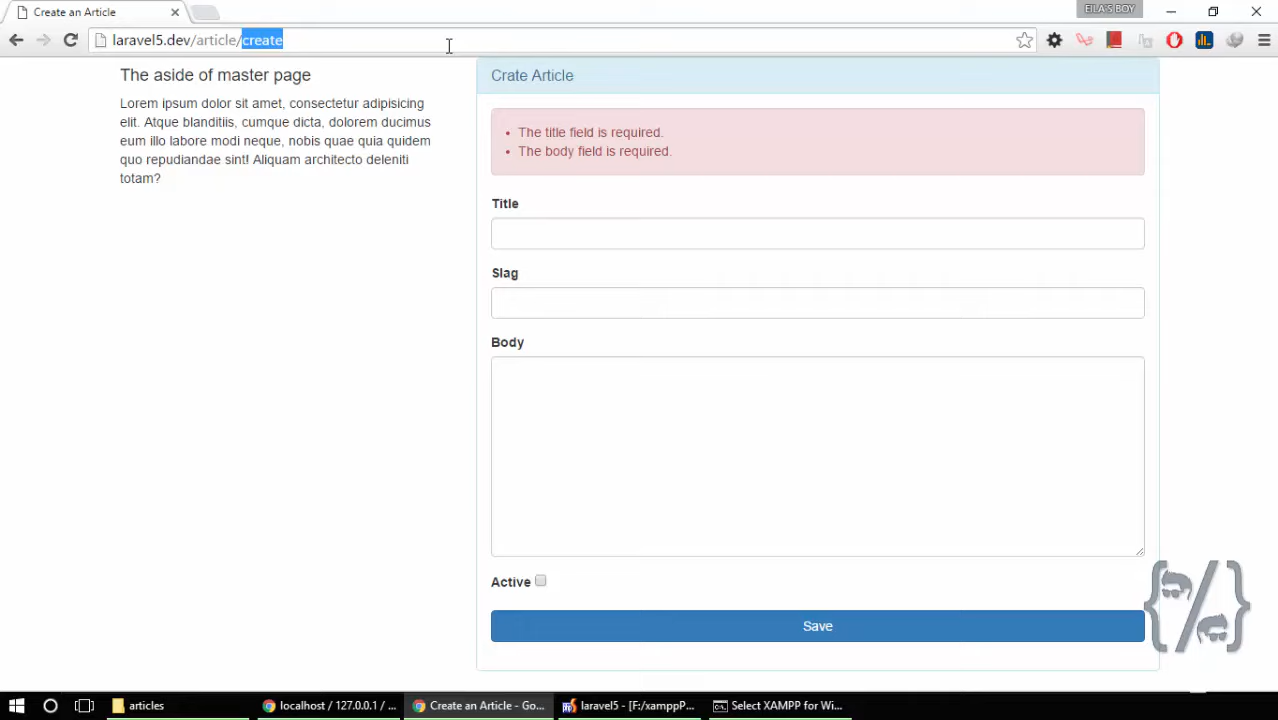 Create an Article
EILA'S BOY
laravel5.dev/article/create
The aside of master page
Lorem ipsum dolor sit amet, consectetur adipisicing
elit. Atque blanditiis, cumque dicta, dolorem ducimus
eum illo labore modi neque, nobis quae quia quidem
quo repudiandae sint! Aliquam architecto deleniti
totam?
Crate Article
The title field is required.
The body field is required.
Title
Slag
Body
Active
Save
{/}
articles
localhost / 127.0.0.1 / ...
Create an Article - Go...
laravel5 - [F:/xamppP...
Select XAMPP for Wi...